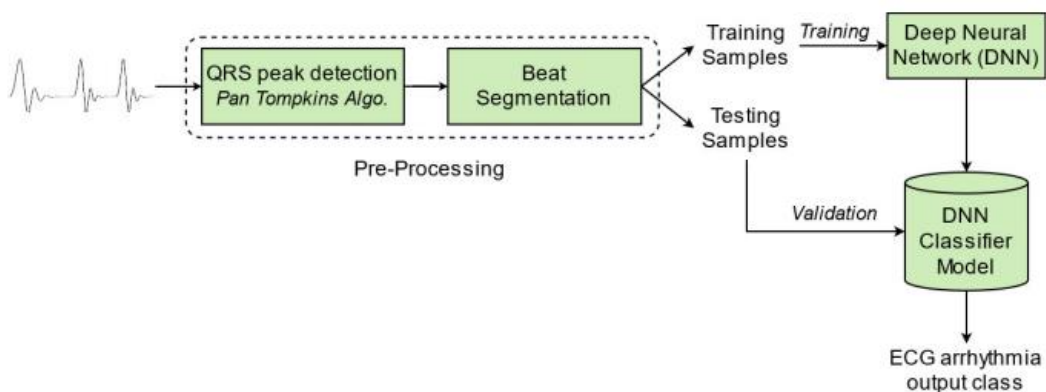 QRS peak detection
Pan Tompkins Algo.
Beat
Segmentation
Pre-Processing
Training
Samples
Training
Deep Neural
Network (DNN)
Testing
Samples
Validation
DNN
Classifier
Model
ECG arrhythmia
output class